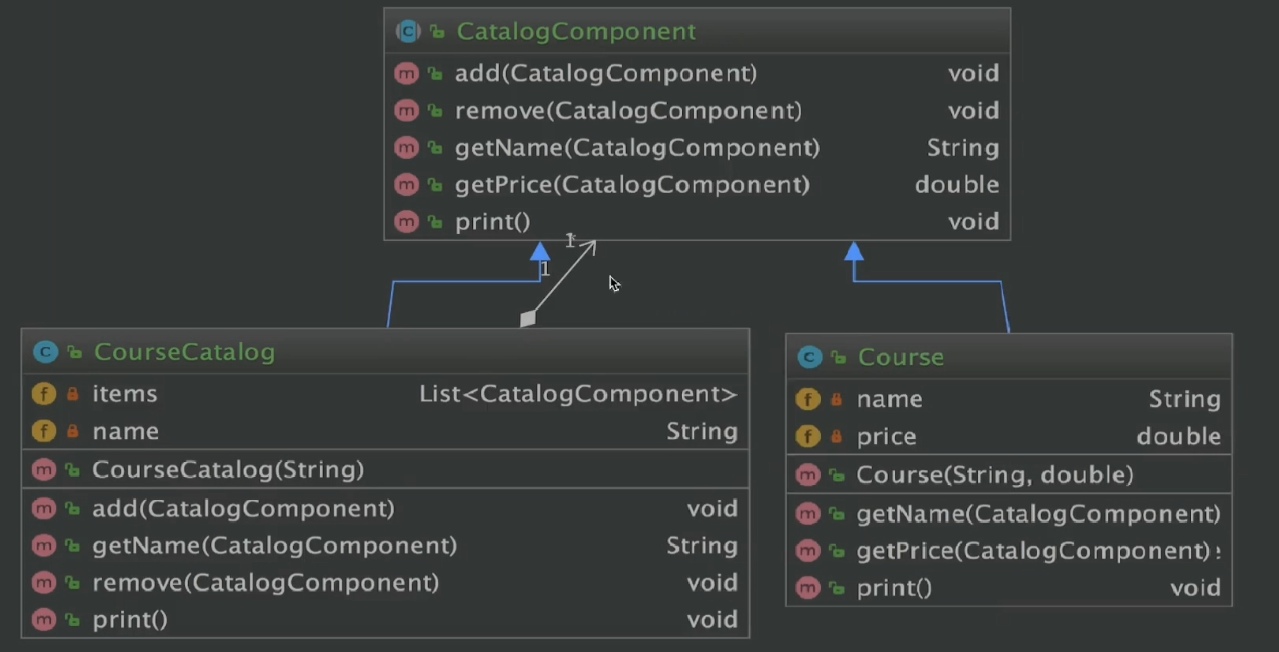 CatalogComponent
add(CatalogComponent) void
remove(CatalogComponent) void
getName(CatalogComponent) String
getPrice(CatalogComponent) double
print() void
1
CourseCatalog
items List<CatalogComponent>
name String
CourseCatalog(String)
add(CatalogComponent) void
getName(CatalogComponent) String
remove(CatalogComponent) void
print() void
Course
name String
price double
Course(String, double)
getName(CatalogComponent)
getPrice(CatalogComponent)
print() void